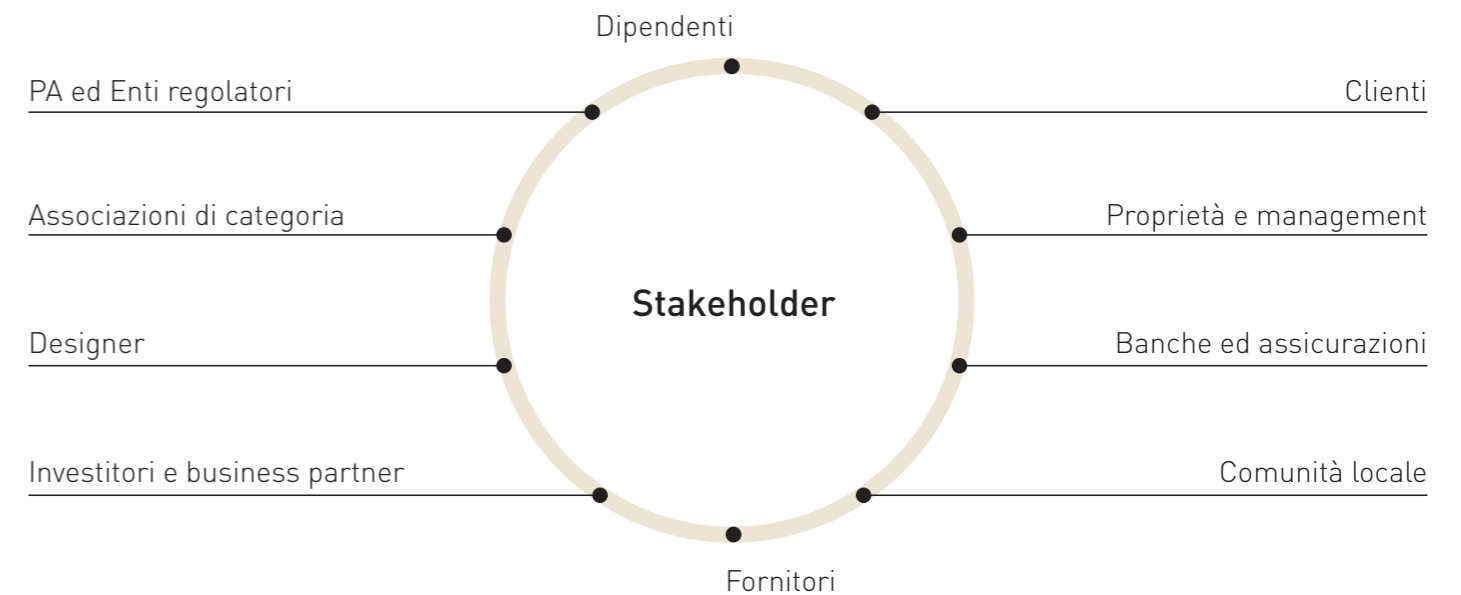 Dipendenti
PA ed Enti regolatori
Clienti
Associazioni di categoria
Proprietà e management
Stakeholder
Designer
Banche ed assicurazioni
Investitori e business partner
Comunità locale
Fornitori